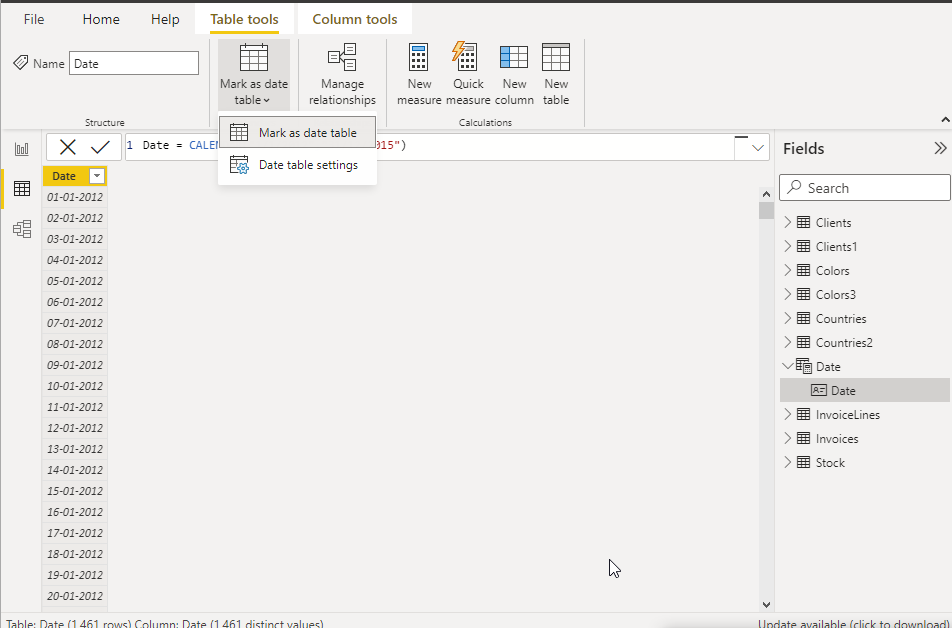 File Home Help Table tools Column tools
Name Date
Mark as date table
Manage relationships
New measure
Quick measure
New column
New table
Structure
Calculations
Mark as date table
Date table settings
1 Date = 015")
Date
01-01-2012
02-01-2012
03-01-2012
04-01-2012
05-01-2012
06-01-2012
07-01-2012
08-01-2012
09-01-2012
10-01-2012
11-01-2012
12-01-2012
13-01-2012
14-01-2012
15-01-2012
16-01-2012
17-01-2012
18-01-2012
19-01-2012
20-01-2012
Fields
Search
Clients
Clients1
Colors
Colors3
Countries
Countries2
Date
Date
InvoiceLines
Invoices
Stock
Table: Date (1,461 rows) Column: Date (1,461 distinct values)
Update available (click to download)